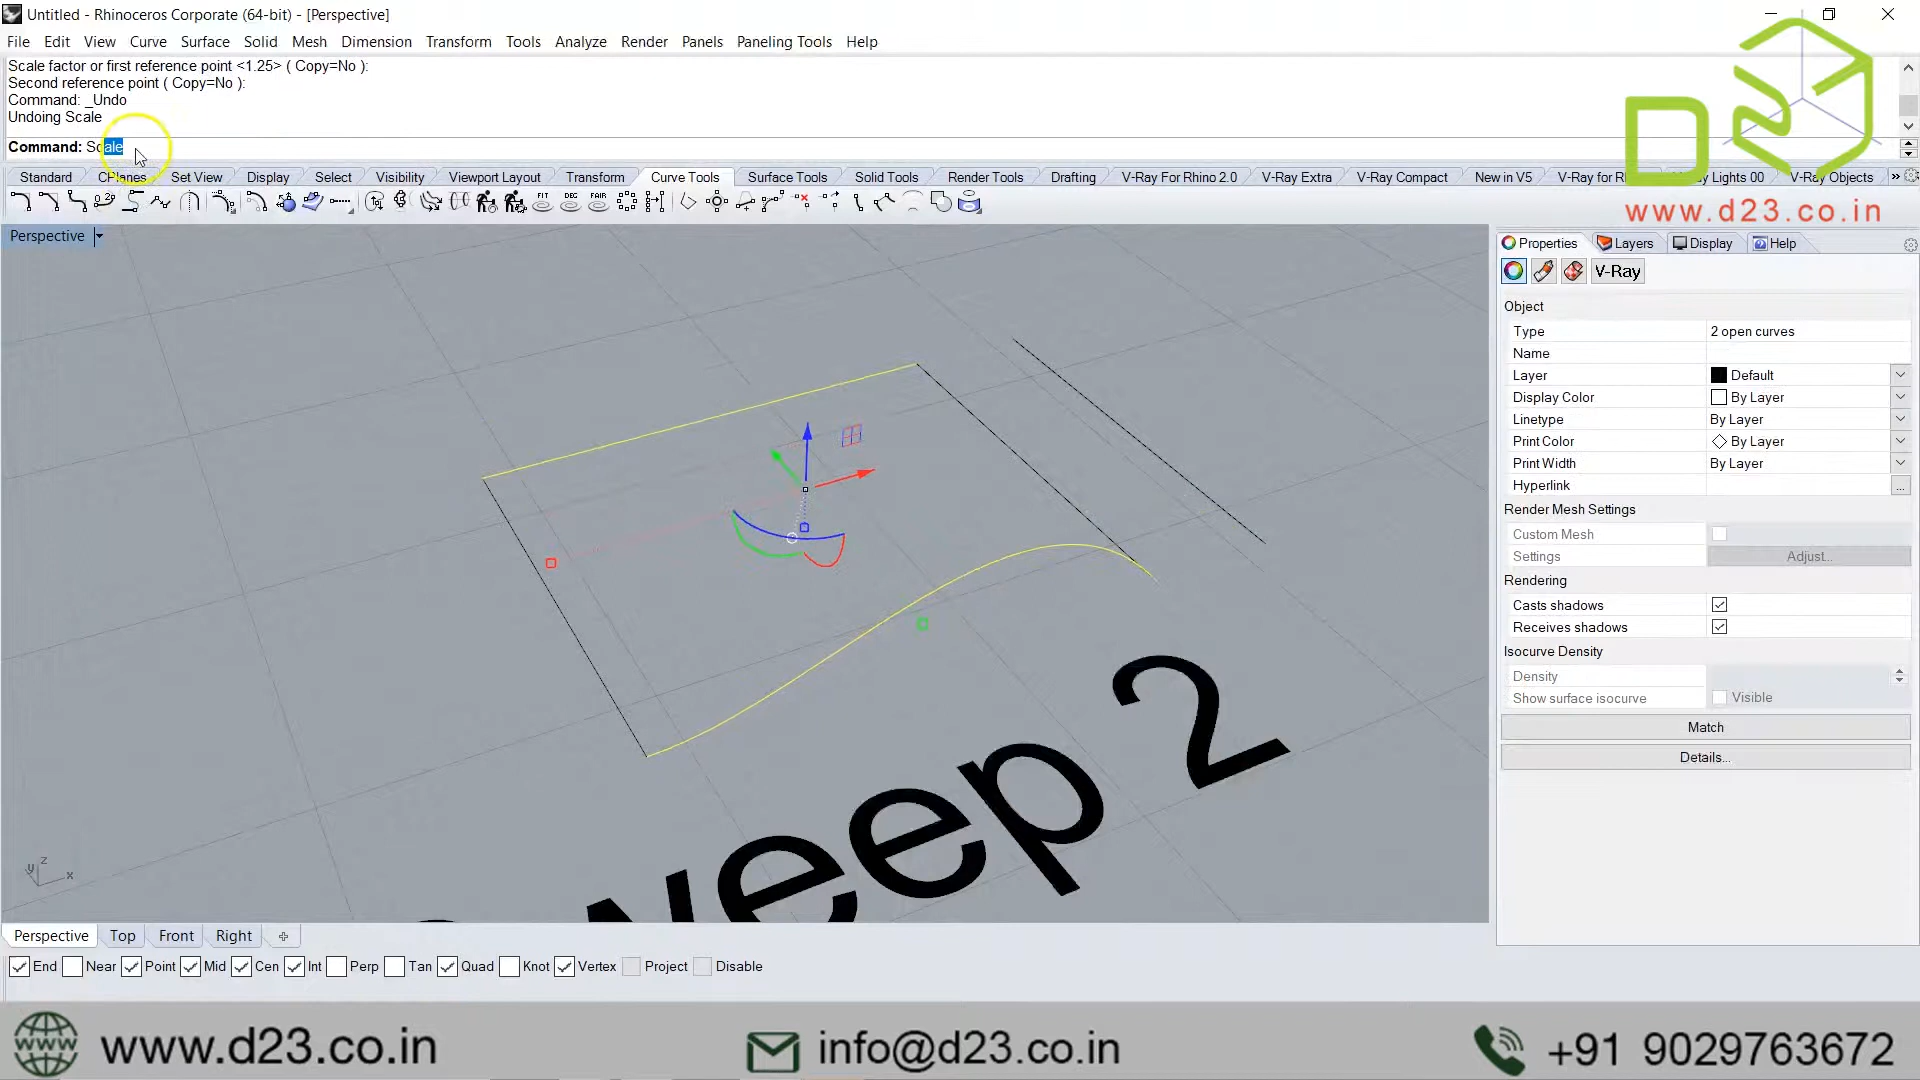 Untitled - Rhinoceros Corporate (64-bit) - [Perspective]
File Edit View Curve Surface Solid Mesh Dimension Transform Tools Analyze Render Panels Paneling Tools Help
Scale factor or first reference point <1.25> ( Copy=No ):
Second reference point ( Copy=No ):
Command: _Undo
Undoing Scale
Command: Scale
D23
www.d23.co.in
Standard CPlanes Set View Display Select Visibility Viewport Layout Transform Curve Tools Surface Tools Solid Tools Render Tools Drafting V-Ray For Rhino 2.0 V-Ray Extra V-Ray Compact New in V5 V-Ray for Rh Lights 00 V-Ray Objects »
Perspective
Properties Layers Display Help
V-Ray
Object
Type 2 open curves
Name
Layer Default
Display Color By Layer
Linetype By Layer
Print Color By Layer
Print Width By Layer
Hyperlink ...
Render Mesh Settings
Custom Mesh
Settings Adjust...
Rendering
Casts shadows
Receives shadows
Isocurve Density
Density
Show surface isocurve Visible
Match
Details...
weep 2
z
y
x
Perspective Top Front Right
End Near Point Mid Cen Int Perp Tan Quad Knot Vertex Project Disable
www www.d23.co.in info@d23.co.in +91 9029763672